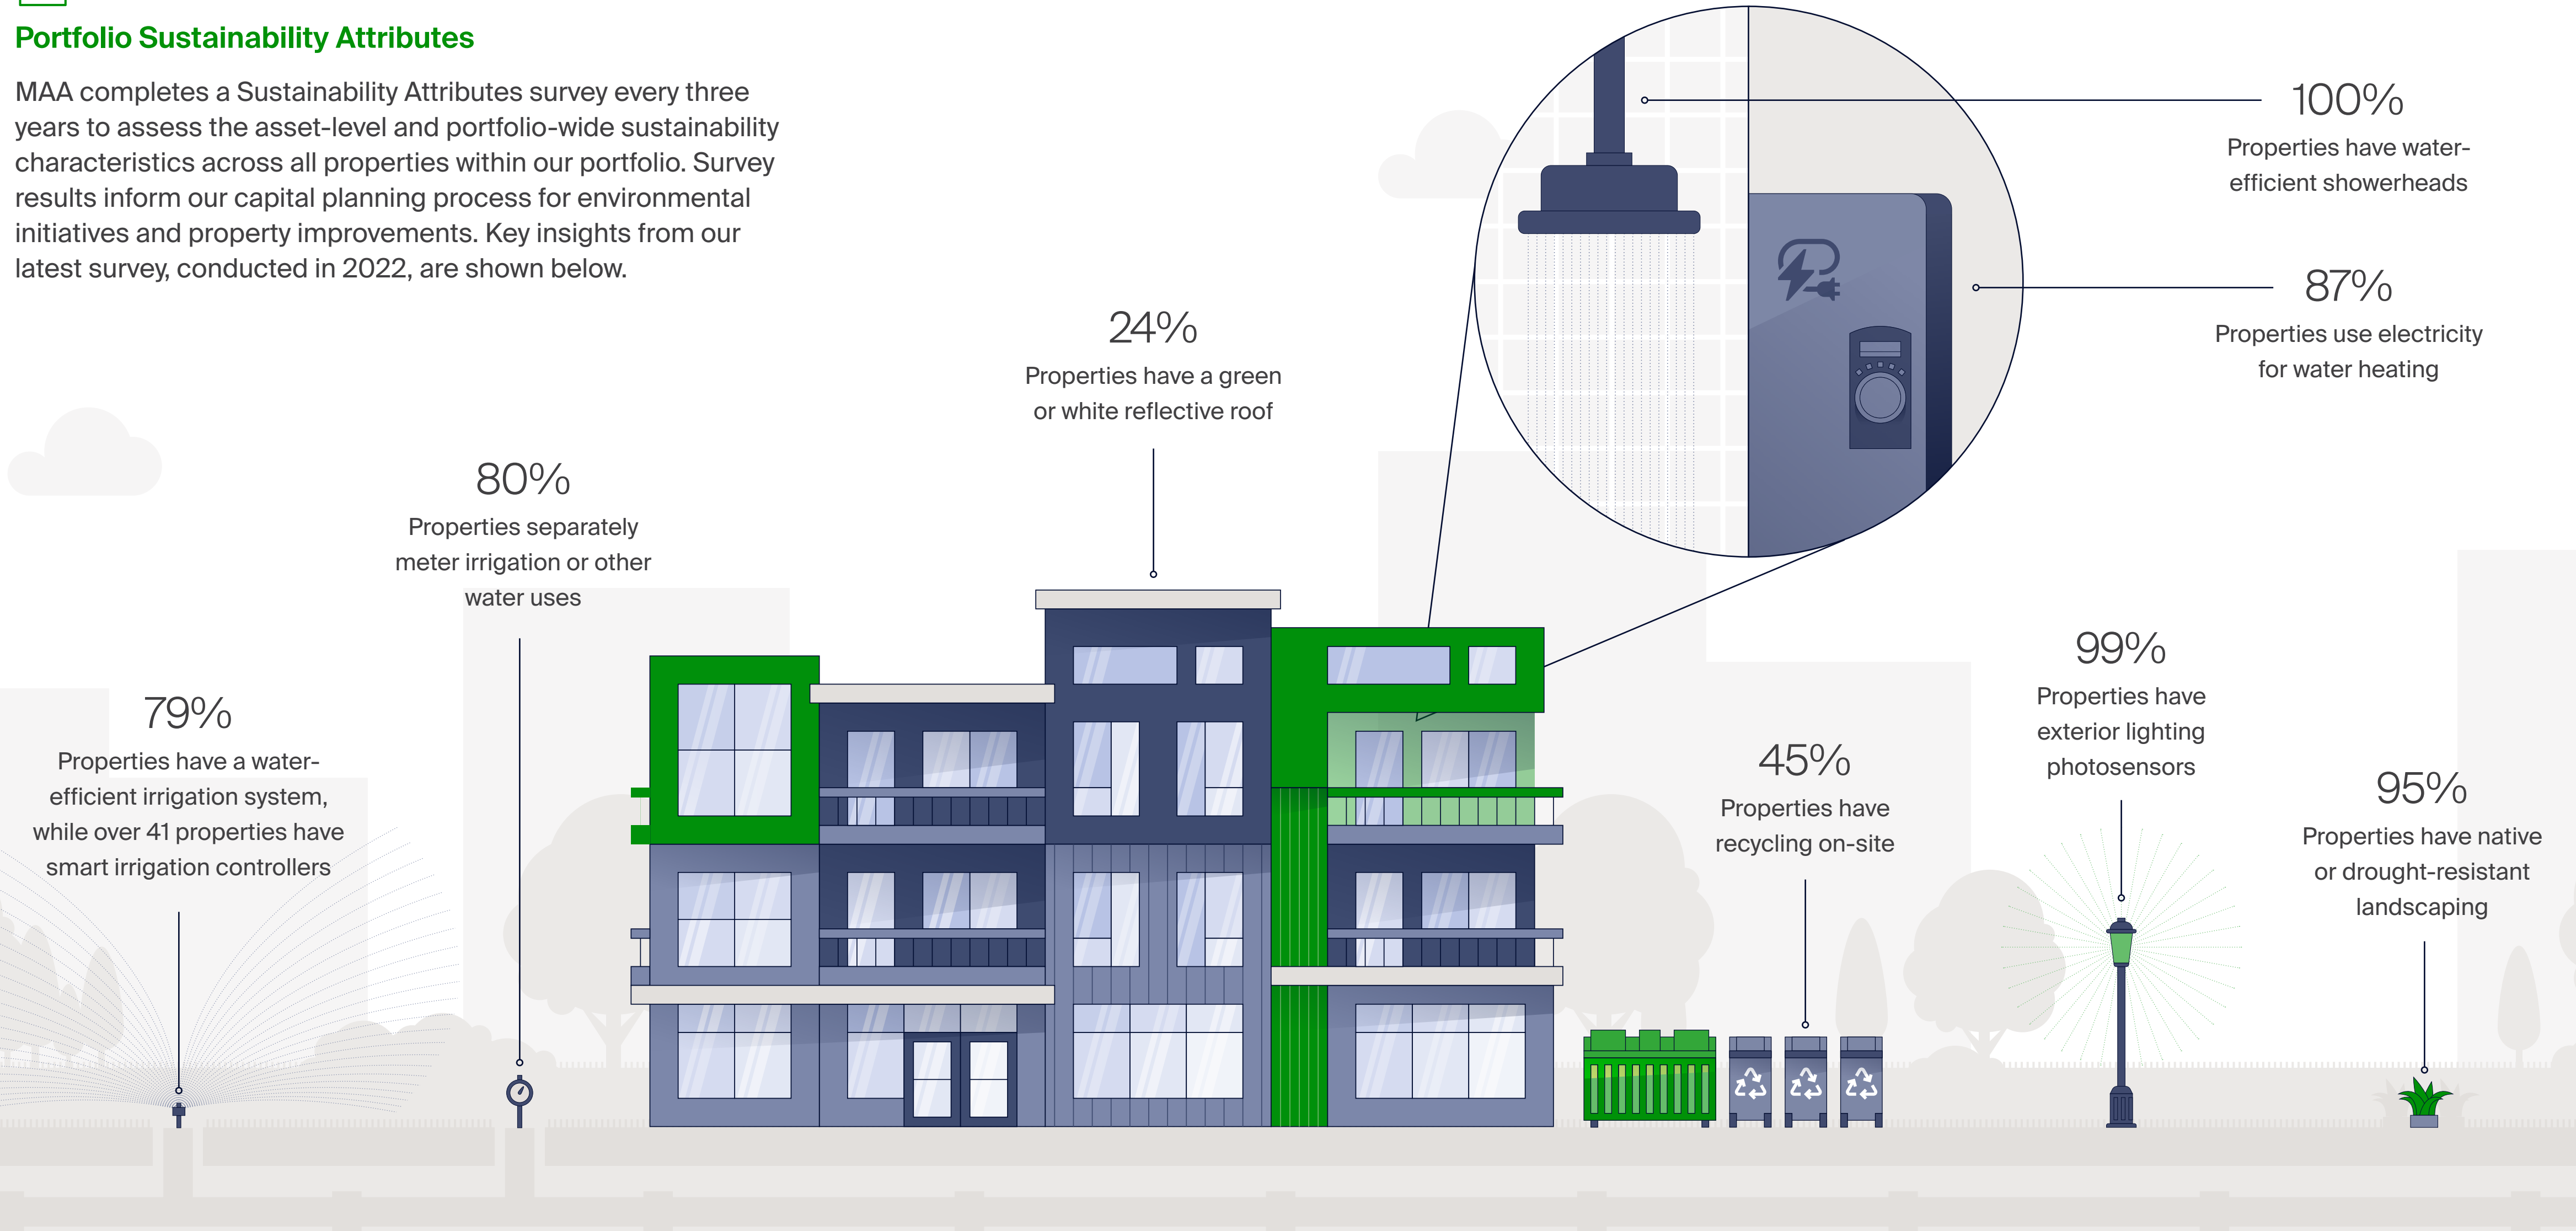 Portfolio Sustainability Attributes
MAA completes a Sustainability Attributes survey every three
years to assess the asset-level and portfolio-wide sustainability
characteristics across all properties within our portfolio. Survey
results inform our capital planning process for environmental
initiatives and property improvements. Key insights from our
latest survey, conducted in 2022, are shown below.
79%
Properties have a water-
efficient irrigation system,
while over 41 properties have
smart irrigation controllers
80%
Properties separately
meter irrigation or other
water uses
24%
Properties have a green
or white reflective roof
100%
Properties have water-
efficient showerheads
87%
Properties use electricity
for water heating
45%
Properties have
recycling on-site
99%
Properties have
exterior lighting
photosensors
95%
Properties have native
or drought-resistant
landscaping